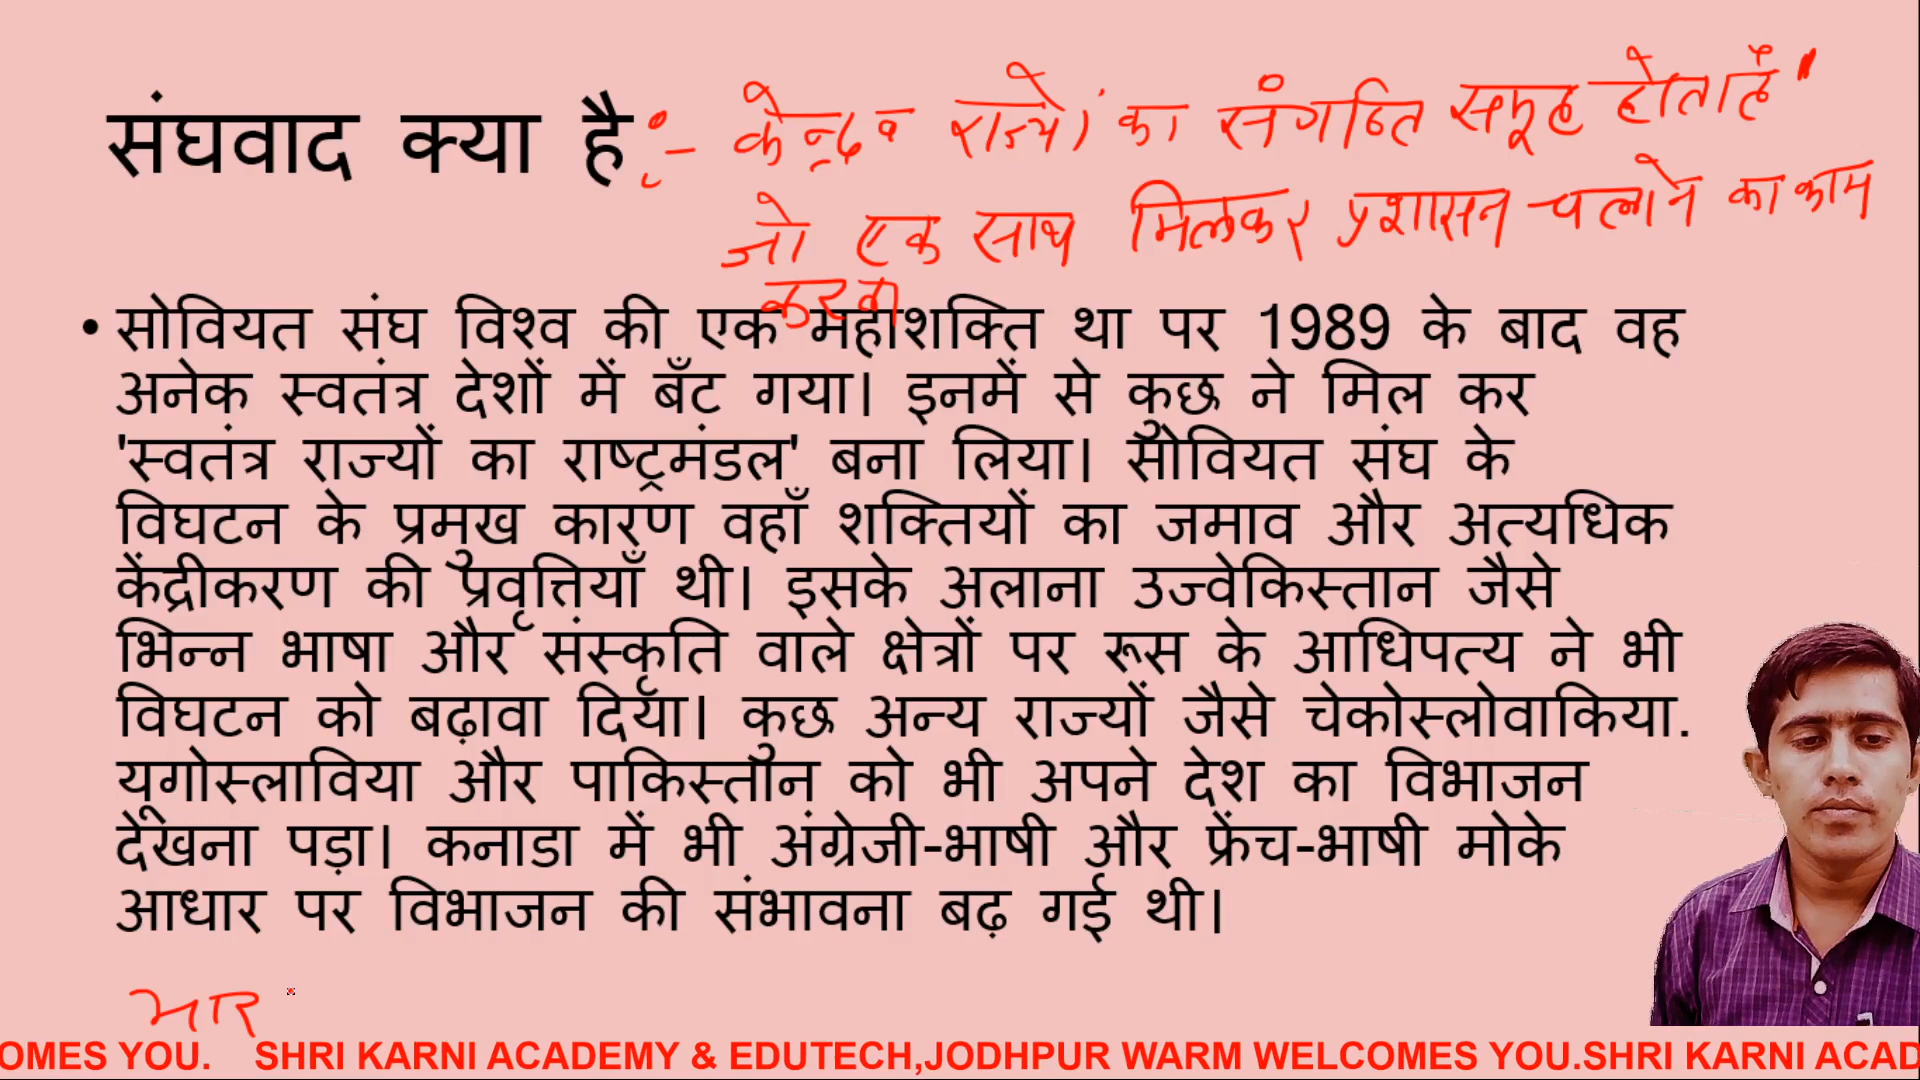 संघवाद क्या है :- केन्द्र व राज्यों का संगठित समूह होता है"
जो एक साथ मिलकर प्रशासन चलाने का काम
• सोवियत संघ विश्व की एक महाशक्ति था पर 1989 के बाद वह
अनेक स्वतंत्र देशों में बँट गया। इनमें से कुछ ने मिल कर
'स्वतंत्र राज्यों का राष्ट्रमंडल' बना लिया। सोवियत संघ के
विघटन के प्रमुख कारण वहाँ शक्तियों का जमाव और अत्यधिक
केंद्रीकरण की प्रवृत्तियाँ थी। इसके अलाना उज्वेकिस्तान जैसे
भिन्न भाषा और संस्कृति वाले क्षेत्रों पर रूस के आधिपत्य ने भी
विघटन को बढ़ावा दिया। कुछ अन्य राज्यों जैसे चेकोस्लोवाकिया.
यूगोस्लाविया और पाकिस्तान को भी अपने देश का विभाजन
देखना पड़ा। कनाडा में भी अंग्रेजी-भाषी और फ्रेंच-भाषी मोके
आधार पर विभाजन की संभावना बढ़ गई थी।
भार
OMES YOU. SHRI KARNI ACADEMY & EDUTECH,JODHPUR WARM WELCOMES YOU.SHRI KARNI ACAD